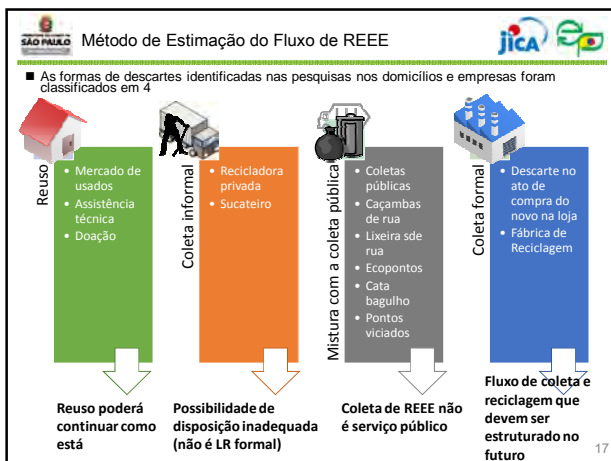 SÃO PAULO
Método de Estimação do Fluxo de REEE
jICA
■ As formas de descartes identificadas nas pesquisas nos domicílios e empresas foram
classificados em 4
Reuso
• Mercado de
usados
• Assistência
técnica
• Doação
Reuso poderá
continuar como
está
Coleta informal
• Recicladora
privada
• Sucateiro
Possibilidade de
disposição inadequada
(não é LR formal)
Mistura com a coleta pública
• Coletas
públicas
• Caçambas
de rua
• Lixeira sde
rua
• Ecopontos
• Cata
bagulho
• Pontos
viciados
Coleta de REEE não
é serviço público
Coleta formal
• Descarte no
ato de
compra do
novo na loja
• Fábrica de
Reciclagem
Fluxo de coleta e
reciclagem que
devem ser
estruturado no
futuro
17